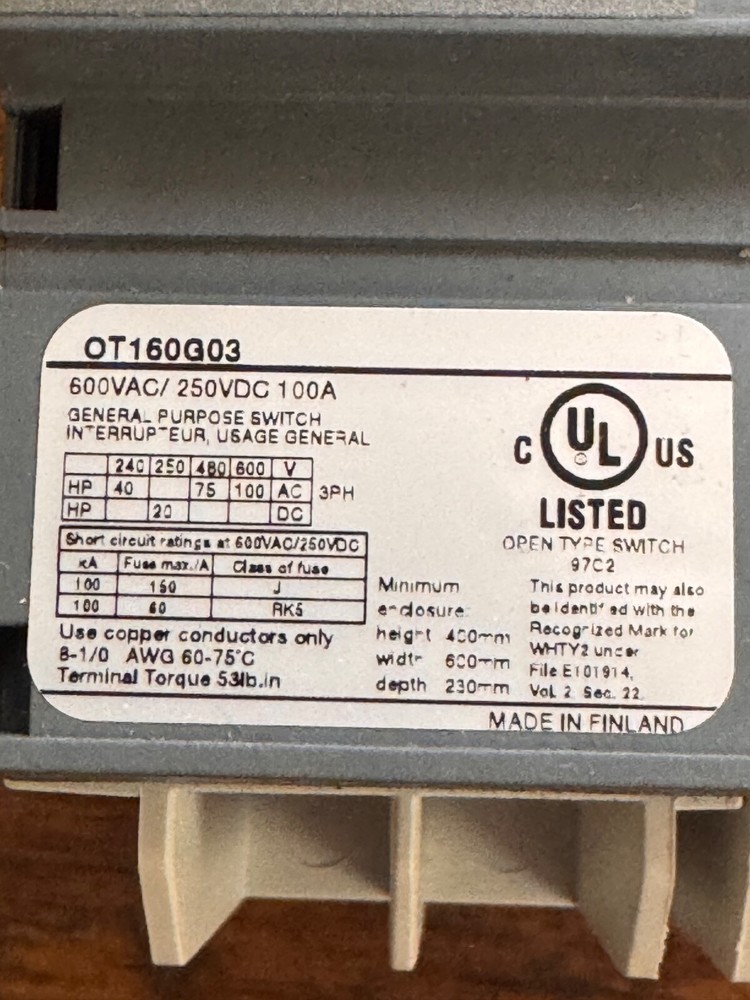 OT160G03
600VAC/ 250VDC 100A
GENERAL PURPOSE SWITCH
INTERRUPTEUR, USAGE GENERAL
240 250 480 600 V
HP 40 75 100 AC 3PH
HP 20 DC
Short circuit ratings at 600VAC/250VDC
kA Fuse max./A Class of fuse
100 150 J
100 60 RK5
Use copper conductors only
8-1/0 AWG 60-75°C
Terminal Torque 53lb.in
Minimum
enclosure:
height 400mm
width 600mm
depth 230mm
C UL US
LISTED
OPEN TYPE SWITCH
97C2
This product may also
be identified with the
Recognized Mark for
WHTY2 under
File E101914,
Vol. 2 Sec. 22.
MADE IN FINLAND